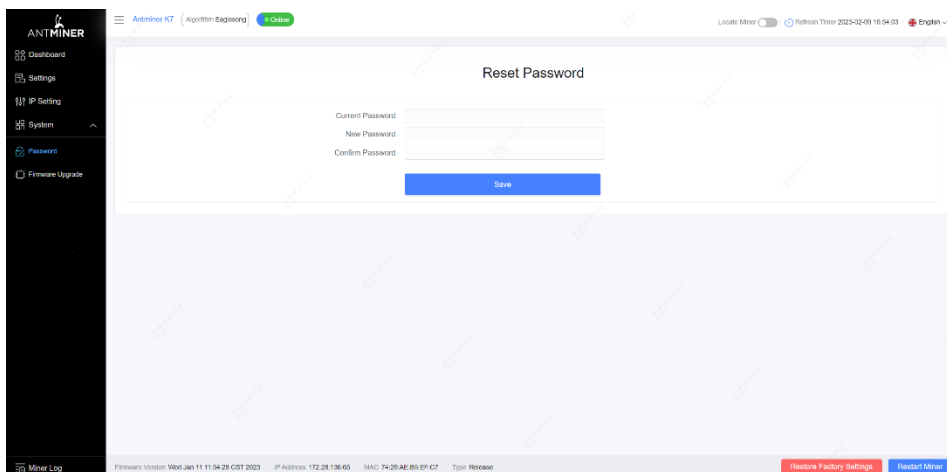 ANTMINER
Antminer K7 Algorithm Eaglesong Online
Locate Miner Refresh Timer 2023-02-09 16:54:03 English
Dashboard
Settings
IP Setting
System
Password
Firmware Upgrade
Reset Password
Current Password
New Password
Confirm Password
Save
Miner Log
Firmware Version Wed Jan 11 11:54:28 CST 2023 IP Address 172.28.136.65 MAC 74:29:AE:B5:EF:C7 Type Release
Restore Factory Settings
Restart Miner